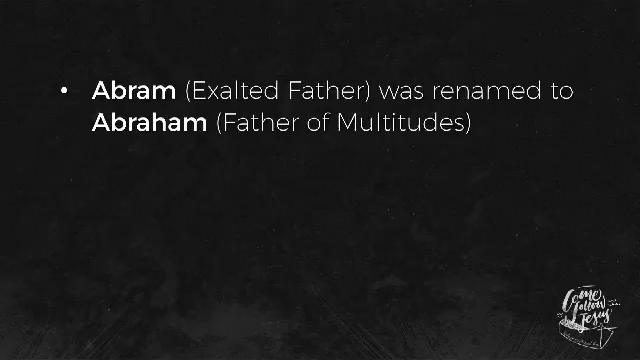 • Abram (Exalted Father) was renamed to
Abraham (Father of Multitudes)
Come
follow
Jesus